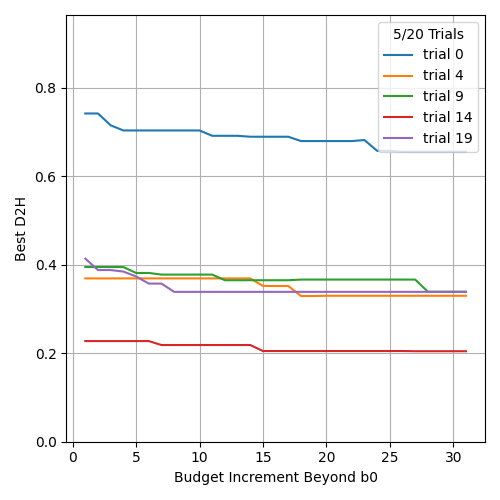 5/20 Trials
trial 0
trial 4
trial 9
trial 14
trial 19
0.8
0.6
0.4
0.2
0.0
Best D2H
0 5 10 15 20 25 30
Budget Increment Beyond b0